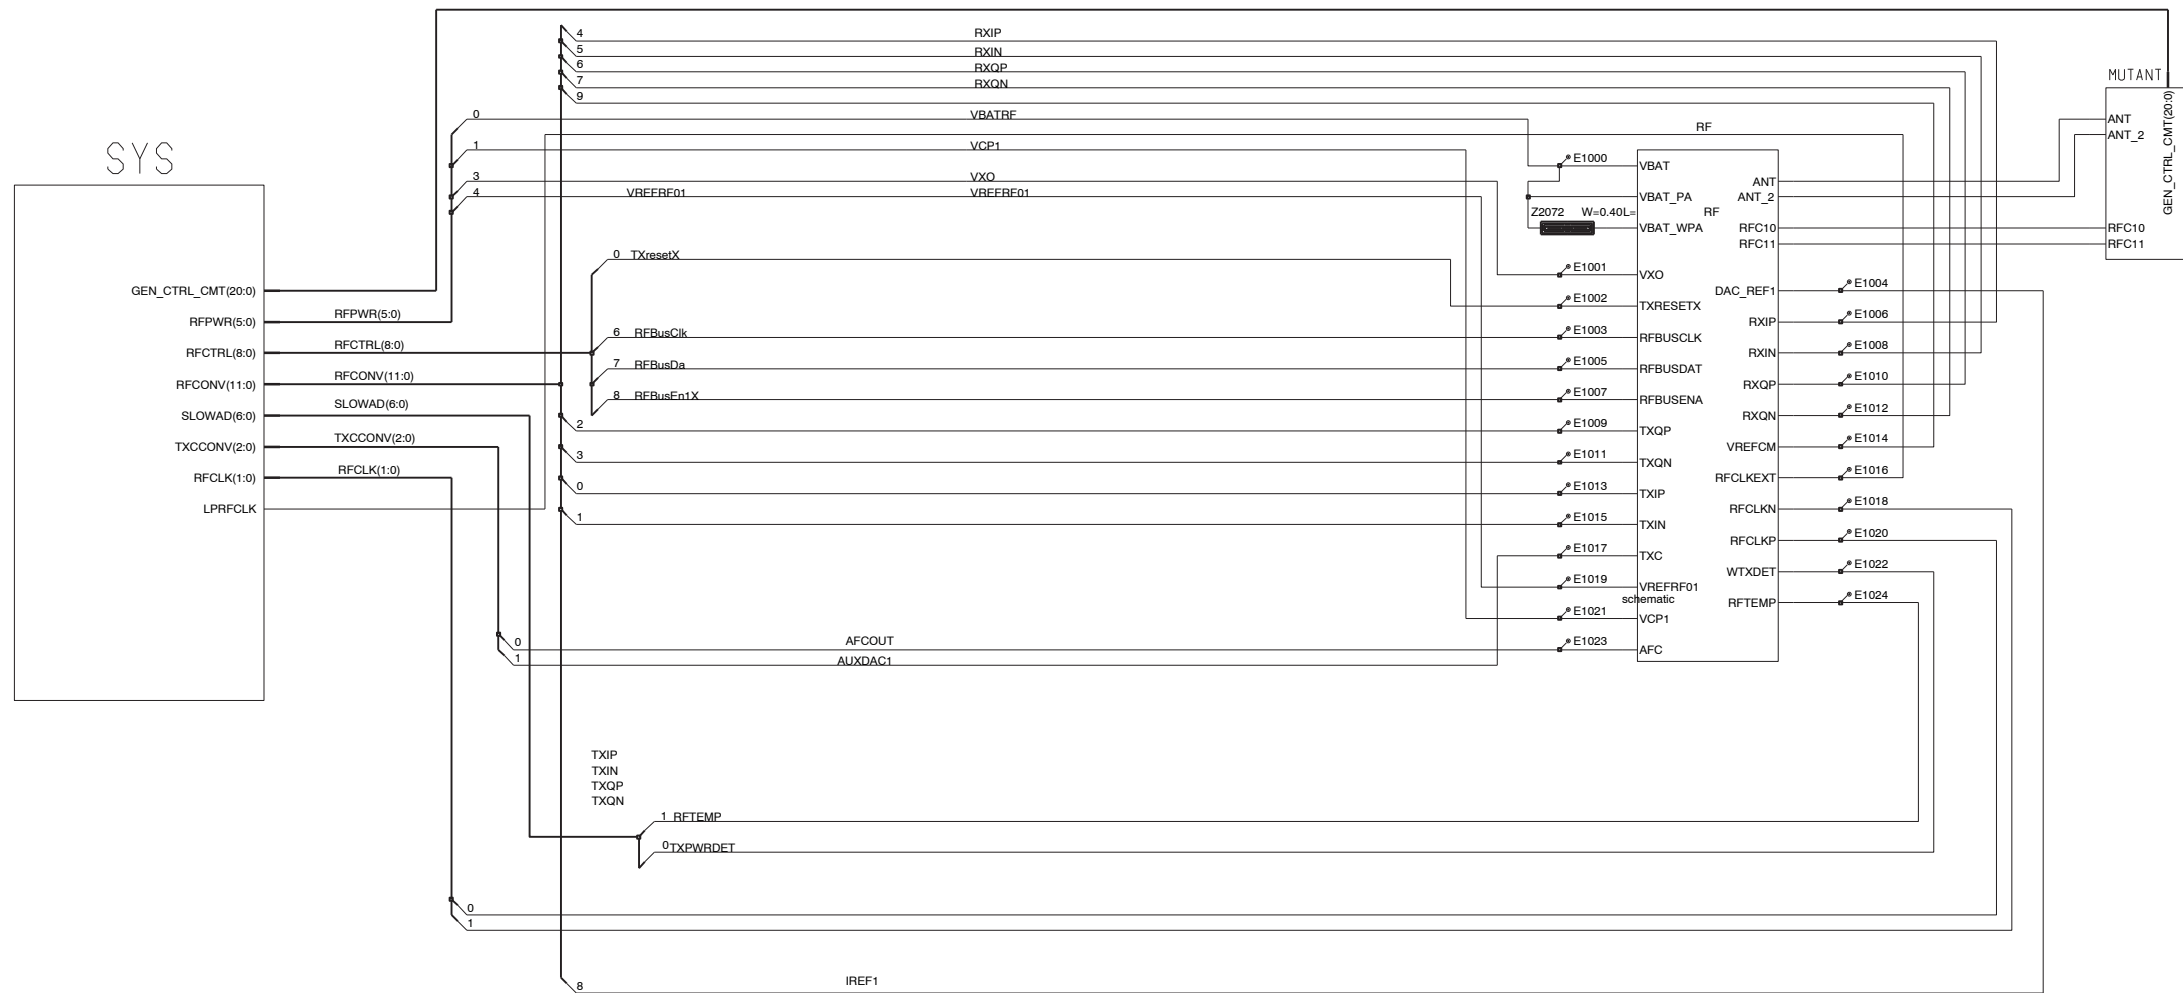 4 RXIP
5 RXIN
6 RXQP
7 RXQN
9
MUTANT
0 VBATRF
GEN_CTRL_CMT(20:0)
ANT
RF
ANT_2
SYS
1 VCP1
E1000
VBAT
3 VXO
ANT
4 VREFRF01 VREFRF01
VBAT_PA
ANT_2
Z2072 W=0.40L=
RF
VBAT_WPA
RFC10
RFC10
RFC11
RFC11
0 TXresetX
E1001
VXO
GEN_CTRL_CMT(20:0)
DAC_REF1
E1004
E1002
TXRESETX
RFPWR(5:0)
RFPWR(5:0)
RXIP
E1006
6 RFBusClk
E1003
RFBUSCLK
RFCTRL(8:0)
RFCTRL(8:0)
RXIN
E1008
7 RFBusDa
E1005
RFBUSDAT
RFCONV(11:0)
RFCONV(11:0)
RXQP
E1010
8 RFBusEn1X
E1007
RFBUSENA
SLOWAD(6:0)
SLOWAD(6:0)
RXQN
E1012
2
E1009
TXQP
TXCCONV(2:0)
TXCCONV(2:0)
VREFCM
E1014
3
E1011
TXQN
RFCLK(1:0)
RFCLK(1:0)
RFCLKEXT
E1016
0
E1013
TXIP
LPRFCLK
RFCLKN
E1018
1
E1015
TXIN
RFCLKP
E1020
E1017
TXC
WTXDET
E1022
E1019
VREFRF01
schematic
RFTEMP
E1024
E1021
VCP1
0 AFCOUT
E1023
AFC
1 AUXDAC1
TXIP
TXIN
TXQP
TXQN
1 RFTEMP
0 TXPWRDET
0
1
8 IREF1